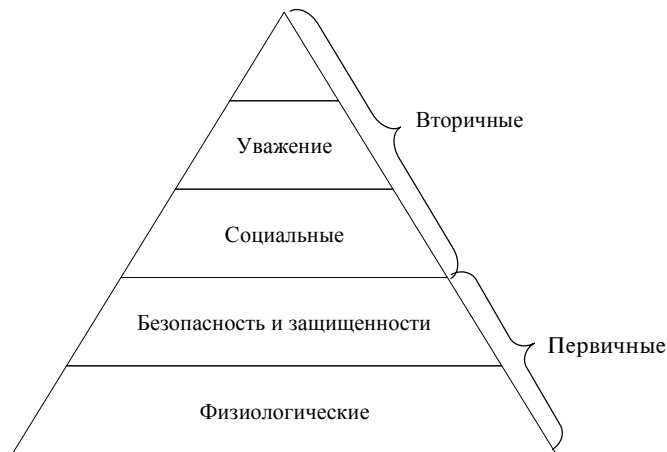 Вторичные
Уважение
Социальные
Безопасность и защищенности
Первичные
Физиологические